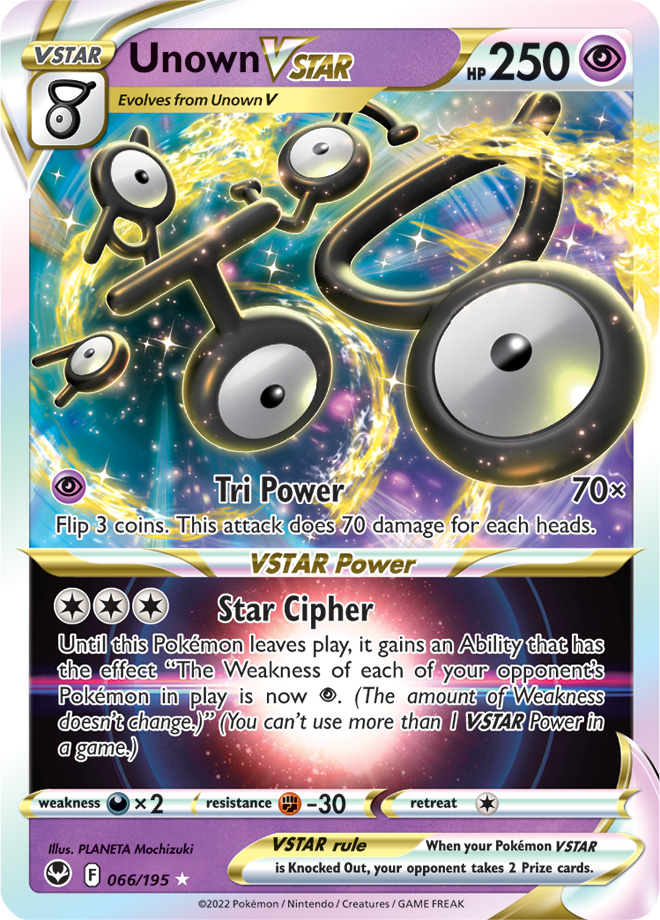 VSTAR
Unown VSTAR
HP 250
Evolves from Unown V
Tri Power 70×
Flip 3 coins. This attack does 70 damage for each heads.
VSTAR Power
Star Cipher
Until this Pokémon leaves play, it gains an Ability that has
the effect “The Weakness of each of your opponent’s
Pokémon in play is now . (The amount of Weakness
doesn’t change.)” (You can’t use more than 1 VSTAR Power in
a game.)
weakness ×2 resistance -30 retreat
Illus. PLANETA Mochizuki
F 066/195 ★
VSTAR rule When your Pokémon VSTAR
is Knocked Out, your opponent takes 2 Prize cards.
©2022 Pokémon / Nintendo / Creatures / GAME FREAK